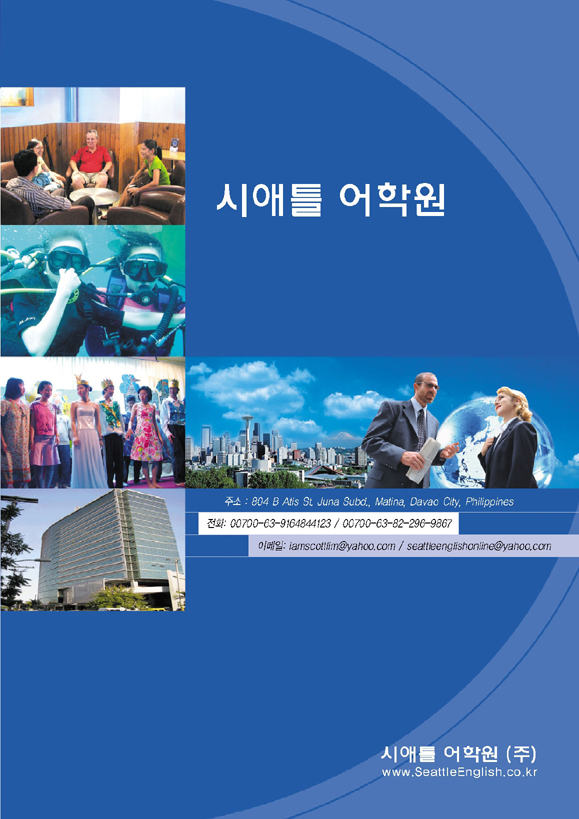 시애틀 어학원
주소 : 804 B Atis St, Juna Subd., Matina, Davao City, Philippines
전화: 00700-63-9164844123 / 00700-63-82-296-9867
이메일: iamscottlim@yahoo.com / seattleenglishonline@yahoo.com
시애틀 어학원 (주)
www.SeattleEnglish.co.kr